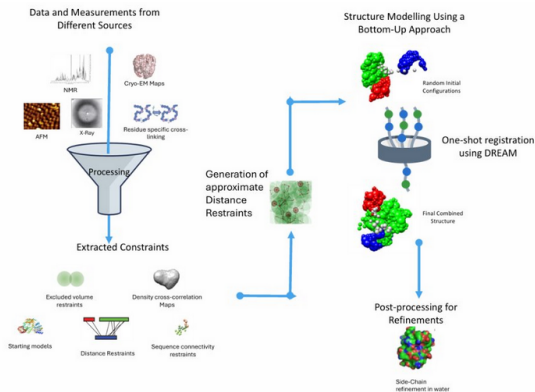 Data and Measurements from
Different Sources
NMR
Cryo-EM Maps
AFM
X-Ray
Residue specific cross-
linking
Processing
Extracted Constraints
Excluded volume
restraints
Density cross-correlation
Maps
Starting models
Distance Restraints
Sequence connectivity
restraints
Generation of
approximate
Distance
Restraints
Structure Modelling Using a
Bottom-Up Approach
Random Initial
Configurations
One-shot registration
using DREAM
Final Combined
Structure
Post-processing for
Refinements
Side-Chain
refinement in water